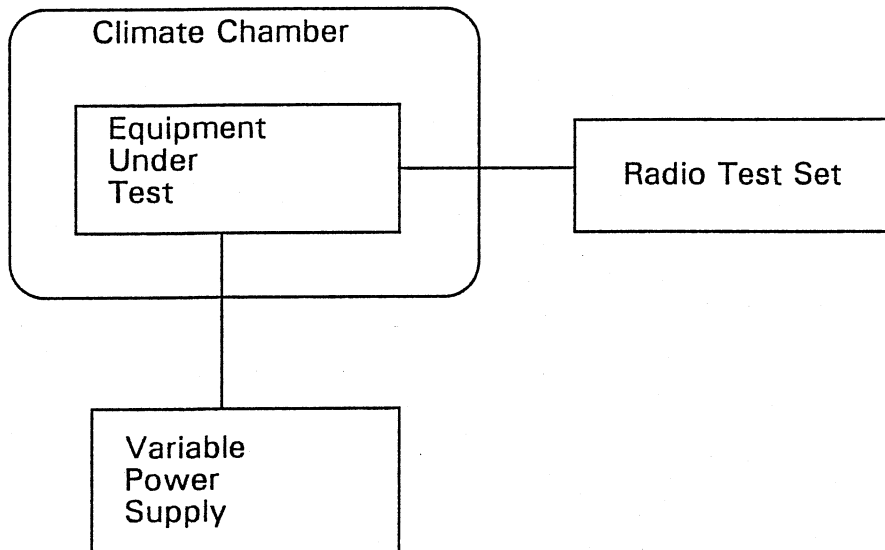 Climate Chamber
Equipment
Under
Test
Radio Test Set
Variable
Power
Supply